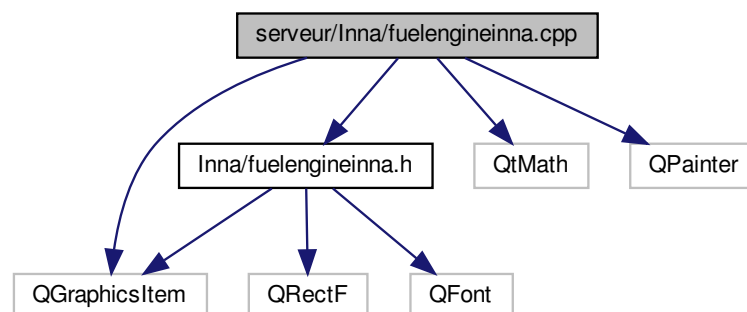 serveur/Inna/fuelengineinna.cpp
Inna/fuelengineinna.h
QtMath
QPainter
QGraphicsItem
QRectF
QFont